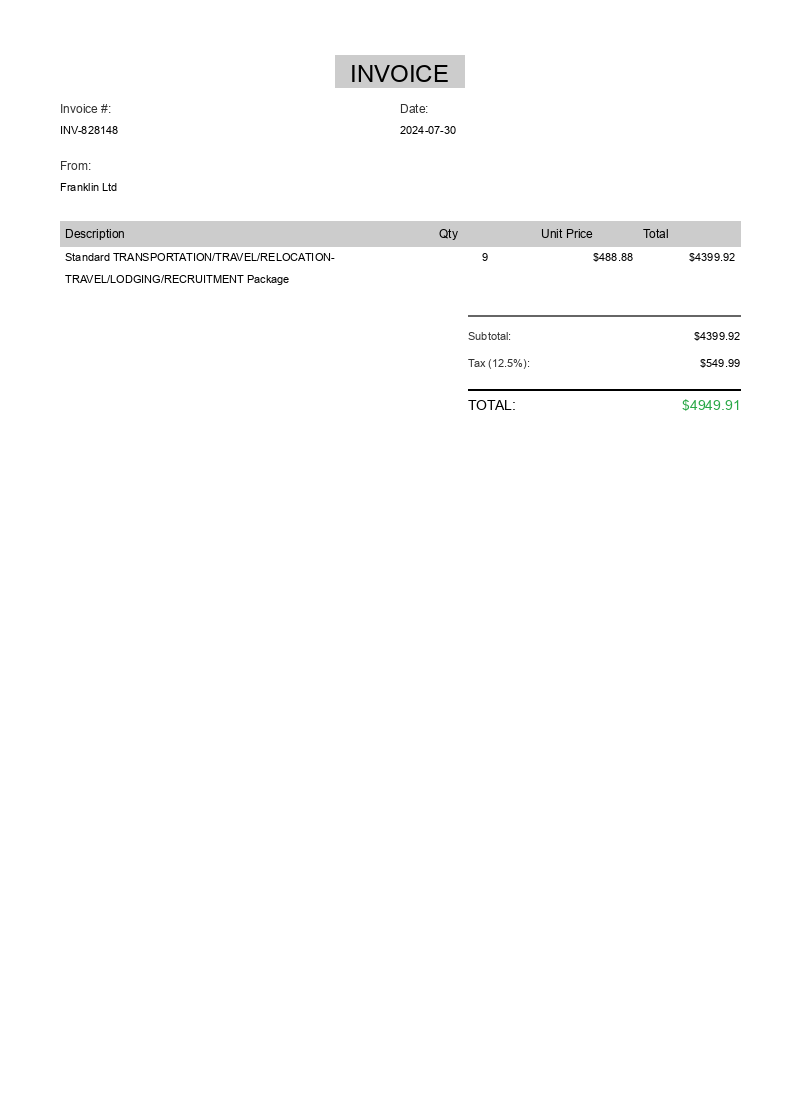 INVOICE
Invoice #: Date:
INV-828148 2024-07-30
From:
Franklin Ltd
Description Qty Unit Price Total
Standard TRANSPORTATION/TRAVEL/RELOCATION- 9 $488.88 $4399.92
TRAVEL/LODGING/RECRUITMENT Package
Subtotal: $4399.92
Tax (12.5%): $549.99
TOTAL: $4949.91